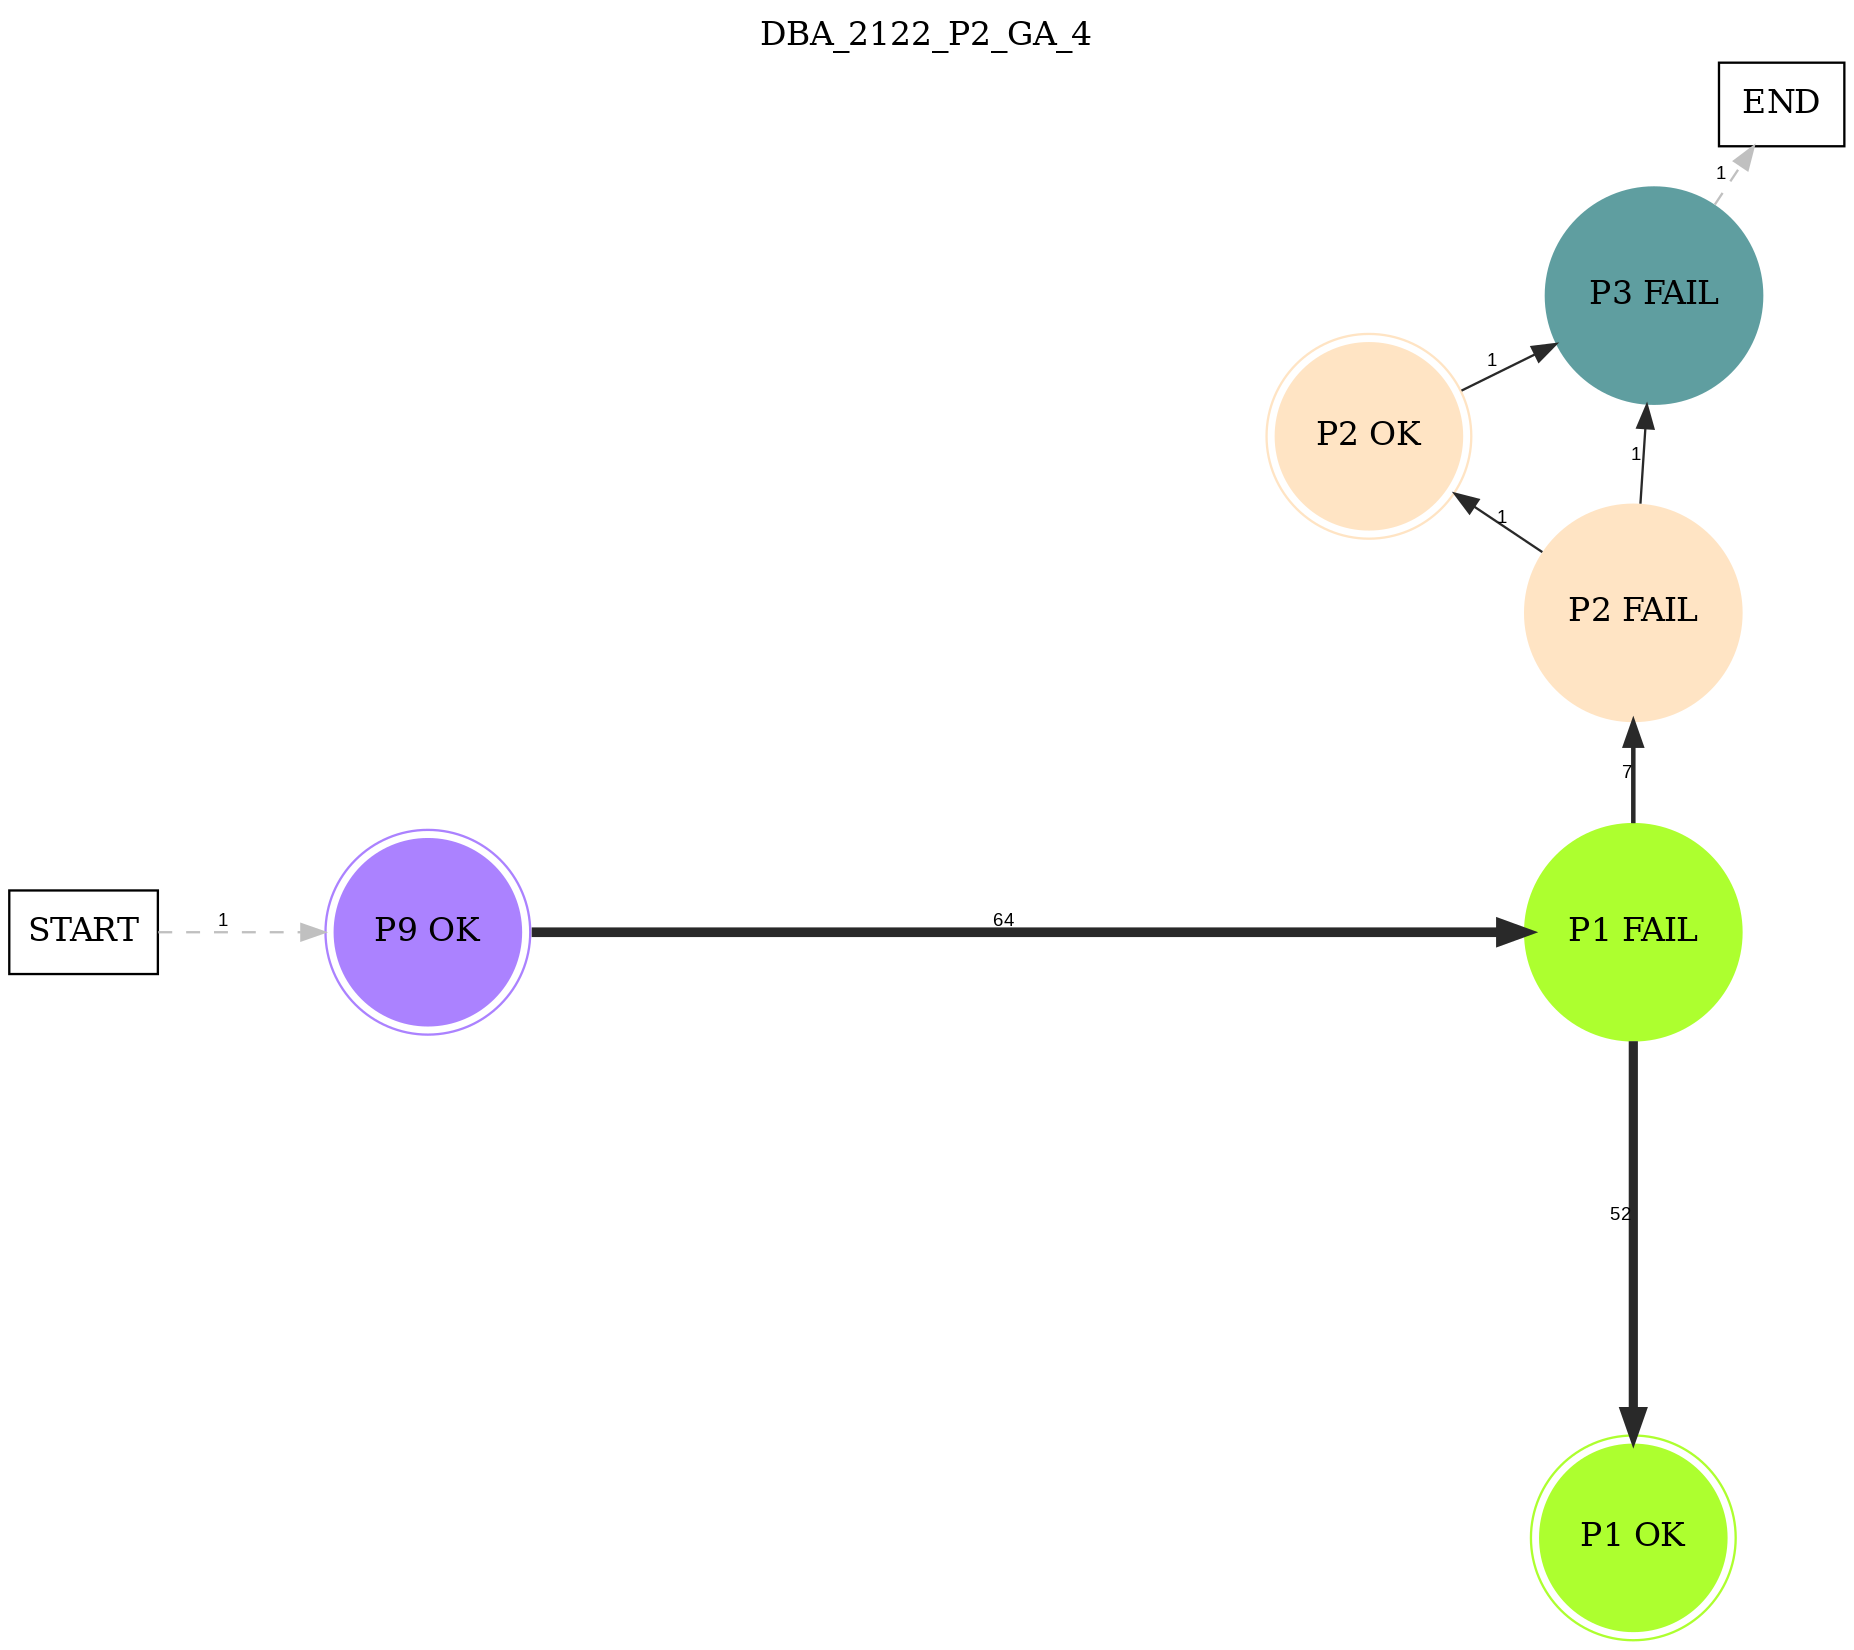 DBA_2122_P2_GA_4
END
1
P3 FAIL
1
P2 OK
1
1
P2 FAIL
7
START
1
P9 OK
64
P1 FAIL
52
P1 OK